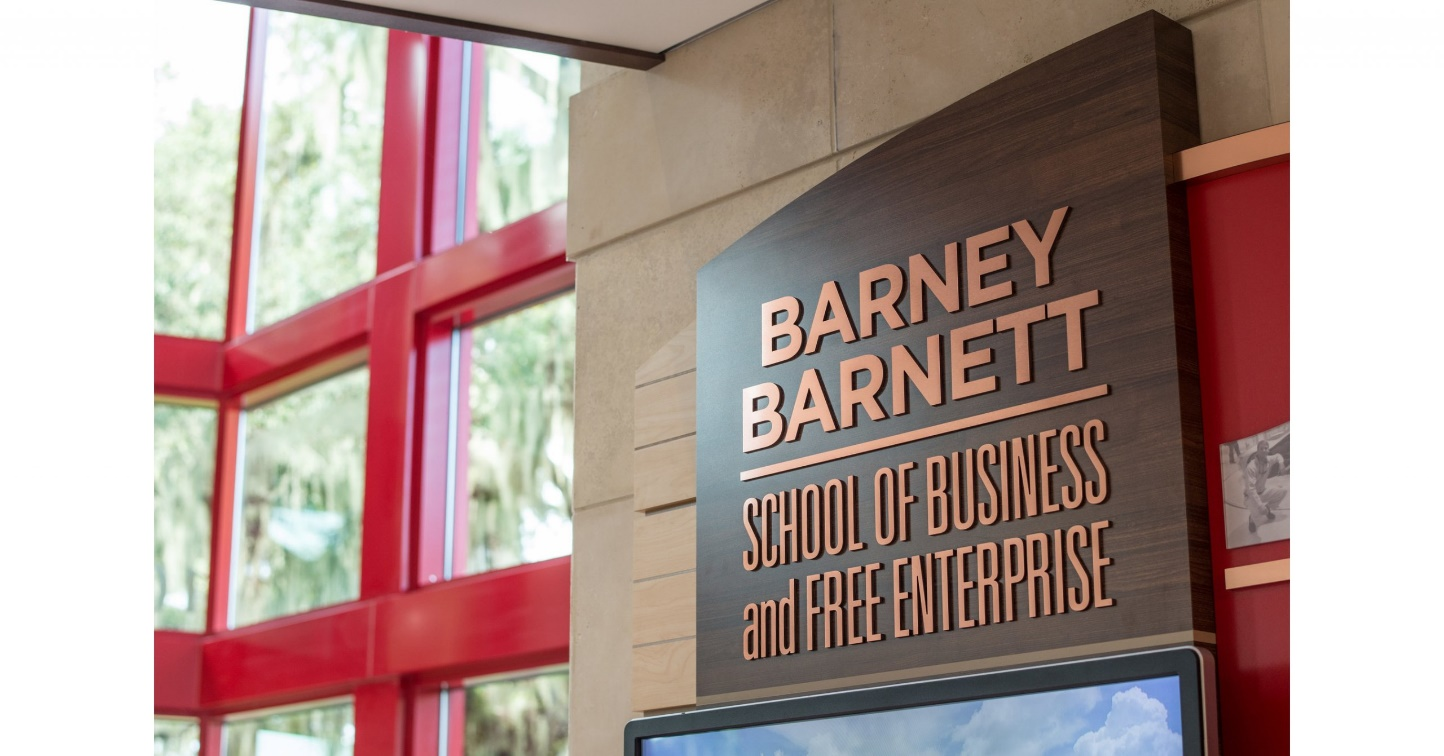 BARNEY
BARNETT
SCHOOL OF BUSINESS
and FREE ENTERPRISE